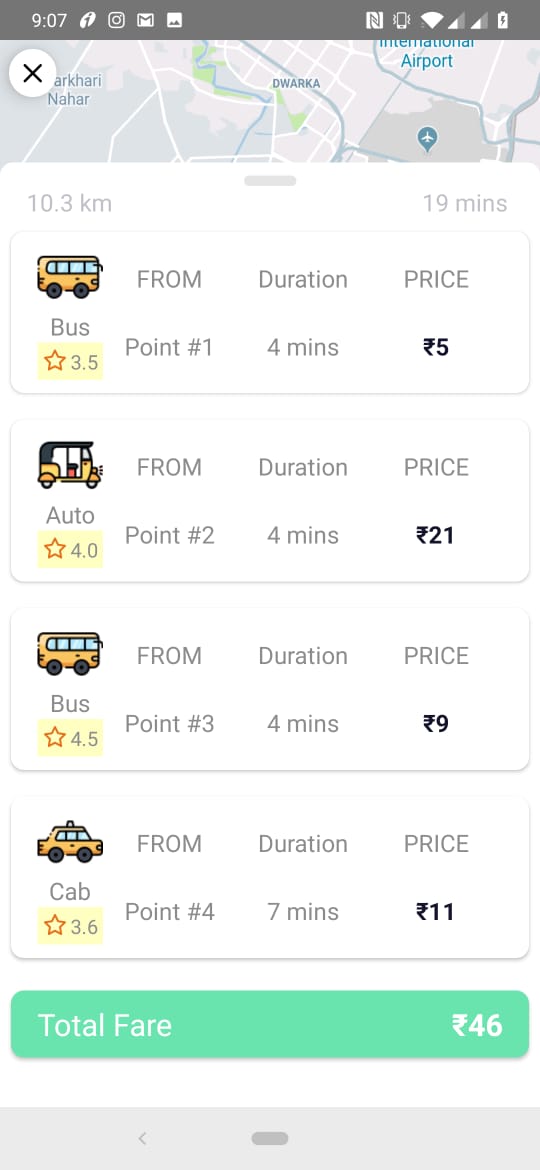 9:07
International
Airport
DWARKA
arkhari
Nahar
10.3 km 19 mins
FROM Duration PRICE
Bus Point #1 4 mins ₹5
3.5
FROM Duration PRICE
Auto Point #2 4 mins ₹21
4.0
FROM Duration PRICE
Bus Point #3 4 mins ₹9
4.5
FROM Duration PRICE
Cab Point #4 7 mins ₹11
3.6
Total Fare ₹46